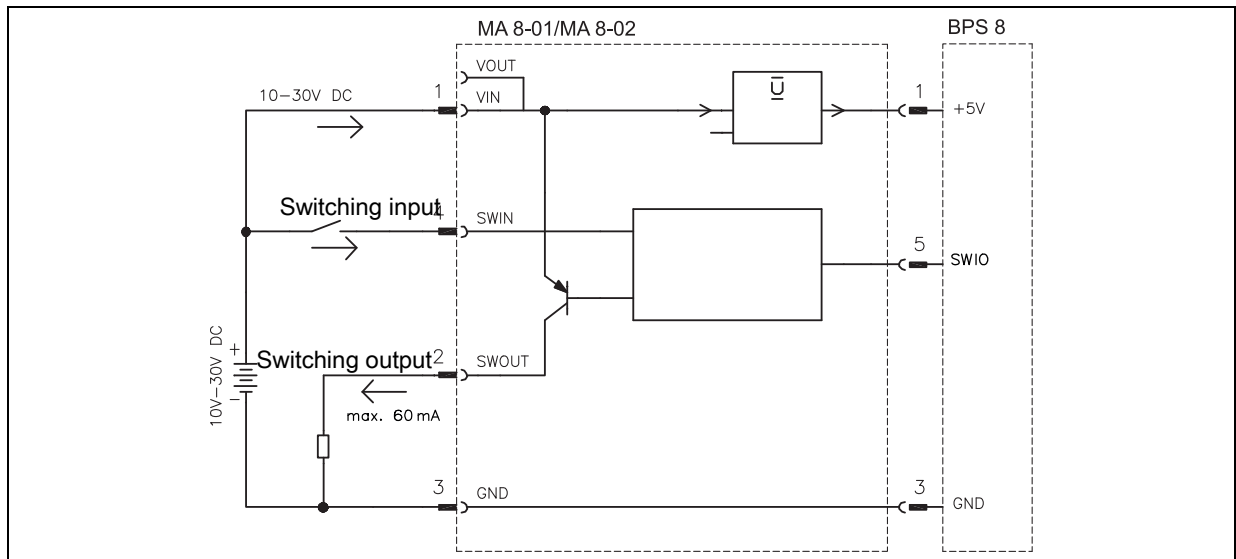 MA 8-01/MA 8-02
BPS 8
VOUT
10-30V DC
1
VIN
U
1
+5V
Switching input
4
SWIN
5
SWIO
10V-30V DC
+
-
Switching output
2
SWOUT
max. 60 mA
3
GND
3
GND